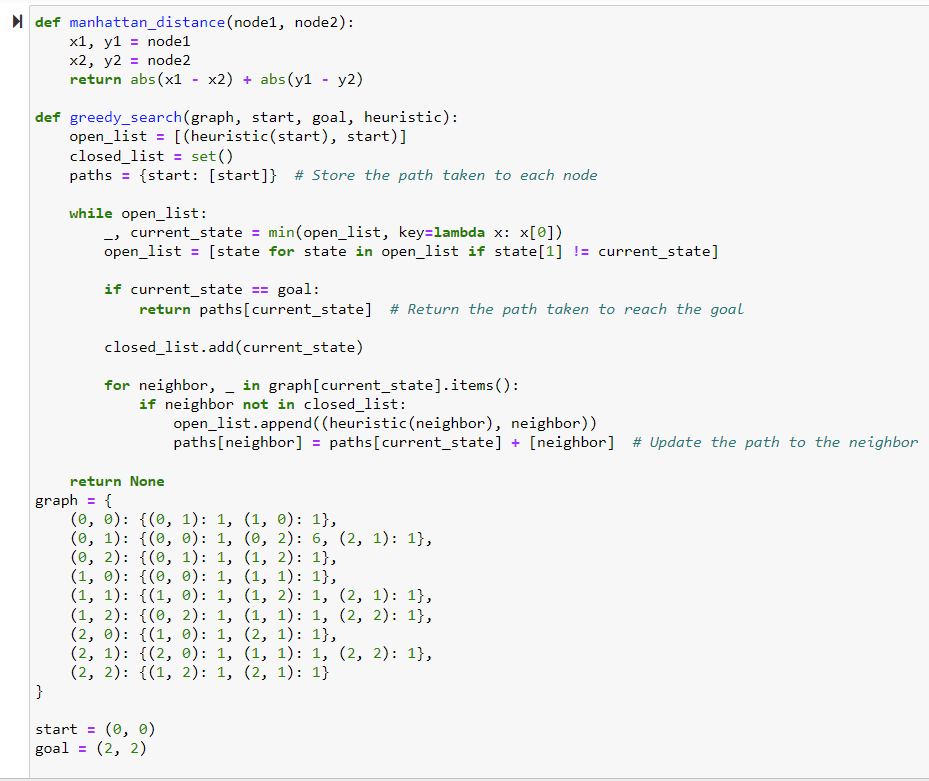 def manhattan_distance(node1, node2):
    x1, y1 = node1
    x2, y2 = node2
    return abs(x1 - x2) + abs(y1 - y2)

def greedy_search(graph, start, goal, heuristic):
    open_list = [(heuristic(start), start)]
    closed_list = set()
    paths = {start: [start]}  # Store the path taken to each node

    while open_list:
        _, current_state = min(open_list, key=lambda x: x[0])
        open_list = [state for state in open_list if state[1] != current_state]

        if current_state == goal:
            return paths[current_state]  # Return the path taken to reach the goal

        closed_list.add(current_state)

        for neighbor, _ in graph[current_state].items():
            if neighbor not in closed_list:
                open_list.append((heuristic(neighbor), neighbor))
                paths[neighbor] = paths[current_state] + [neighbor]  # Update the path to the neighbor

    return None
graph = {
    (0, 0): {(0, 1): 1, (1, 0): 1},
    (0, 1): {(0, 0): 1, (0, 2): 6, (2, 1): 1},
    (0, 2): {(0, 1): 1, (1, 2): 1},
    (1, 0): {(0, 0): 1, (1, 1): 1},
    (1, 1): {(1, 0): 1, (1, 2): 1, (2, 1): 1},
    (1, 2): {(0, 2): 1, (1, 1): 1, (2, 2): 1},
    (2, 0): {(1, 0): 1, (2, 1): 1},
    (2, 1): {(2, 0): 1, (1, 1): 1, (2, 2): 1},
    (2, 2): {(1, 2): 1, (2, 1): 1}
}

start = (0, 0)
goal = (2, 2)